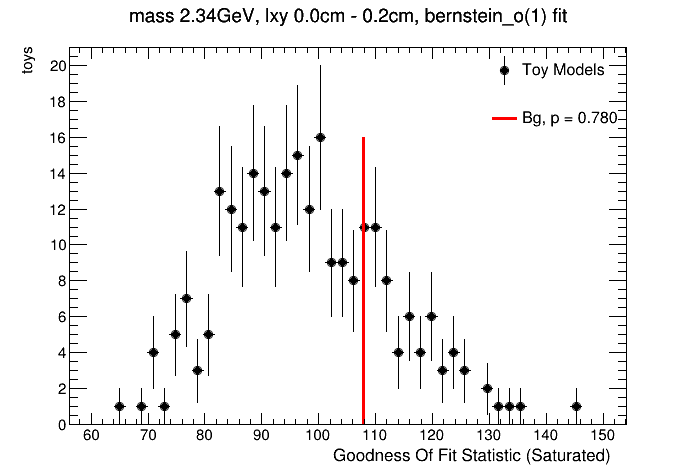 mass 2.34GeV, lxy 0.0cm - 0.2cm, bernstein_o(1) fit
toys
20
18
16
14
12
10
8
6
4
2
0
Toy Models
Bg, p = 0.780
60 70 80 90 100 110 120 130 140 150
Goodness Of Fit Statistic (Saturated)